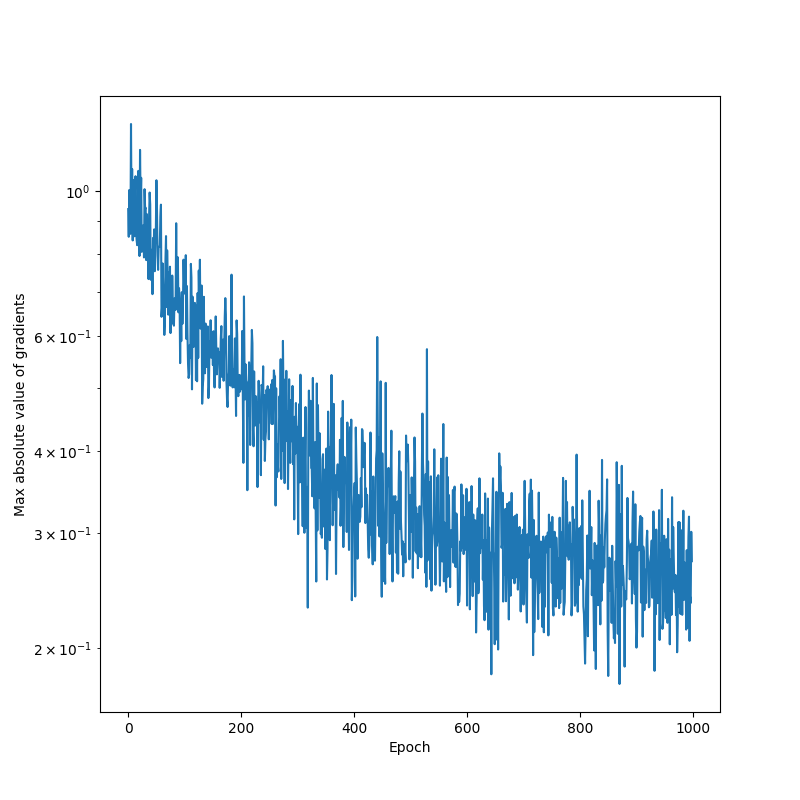 Max absolute value of gradients
10⁰
6 × 10⁻¹
4 × 10⁻¹
3 × 10⁻¹
2 × 10⁻¹
0 200 400 600 800 1000
Epoch